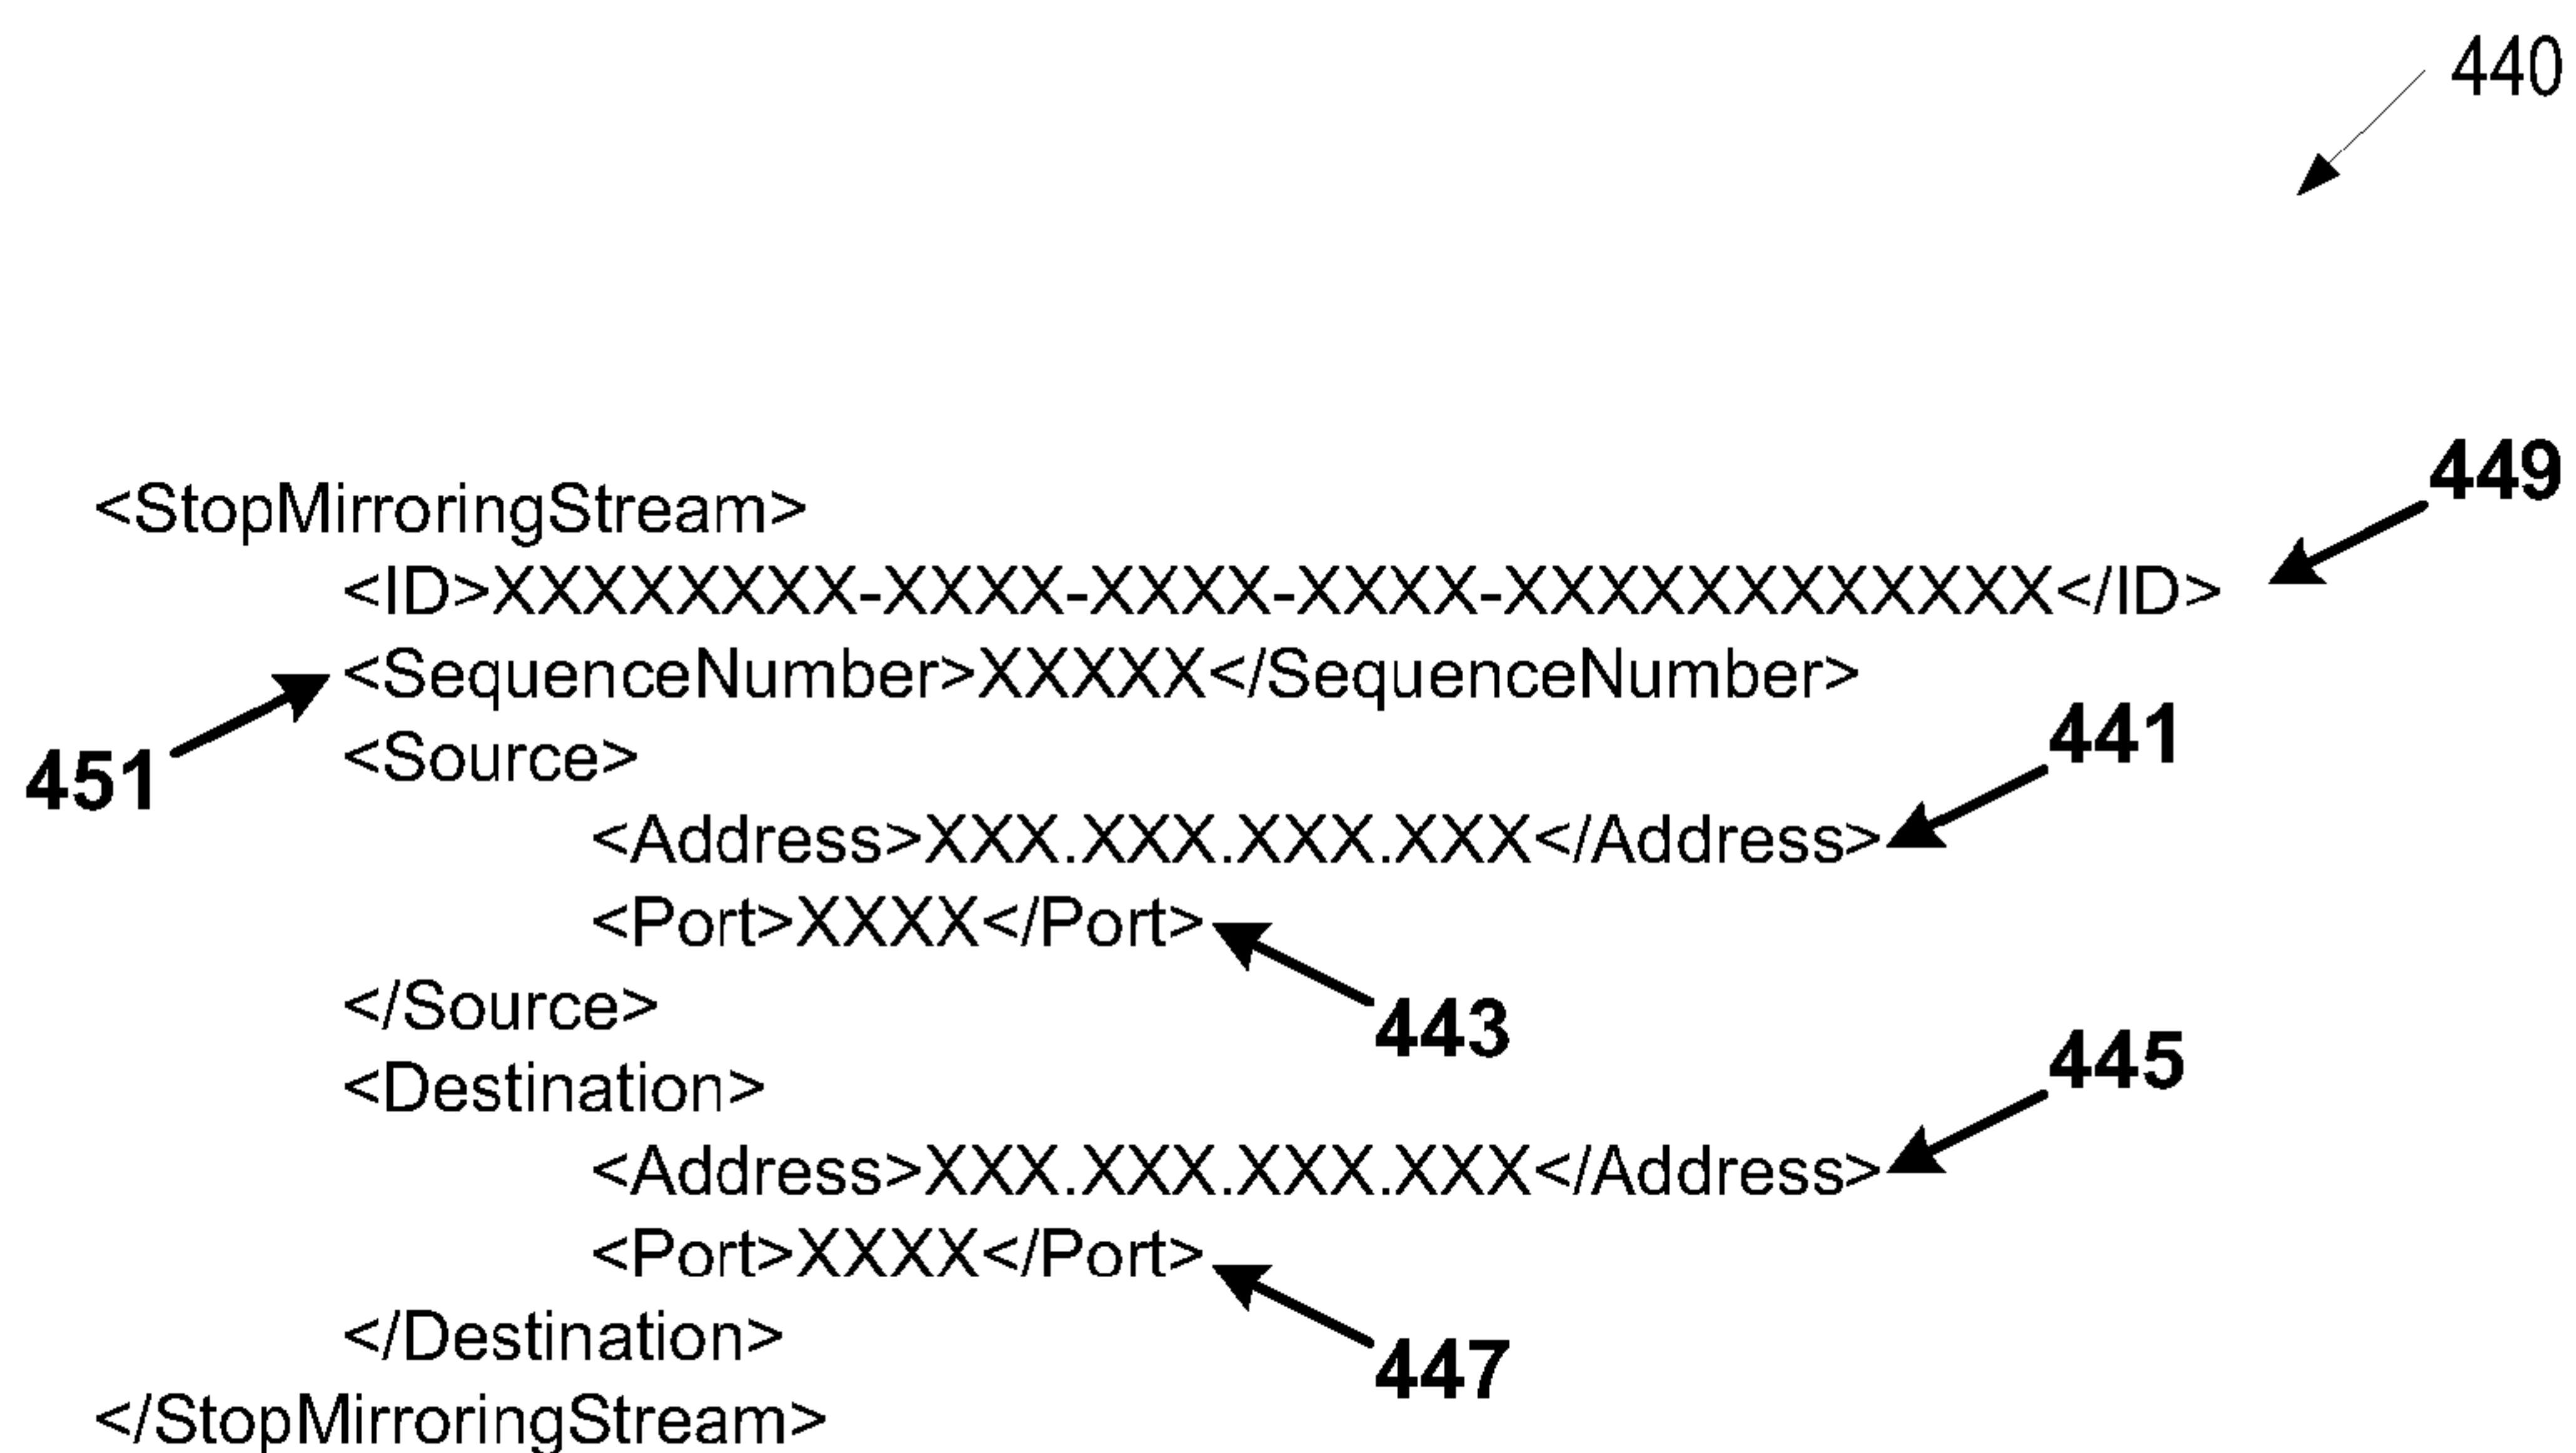 440
449
<StopMirroringStream>
<ID>XXXXXXXX-XXXX-XXXX-XXXX-XXXXXXXXXXXX</ID>
<SequenceNumber>XXXXX</SequenceNumber>
441
451
<Source>
<Address>XXX.XXX.XXX.XXX</Address>
<Port>XXXX</Port>
</Source>
443
<Destination>
445
<Address>XXX.XXX.XXX.XXX</Address>
<Port>XXXX</Port>
</Destination>
447
</StopMirroringStream>